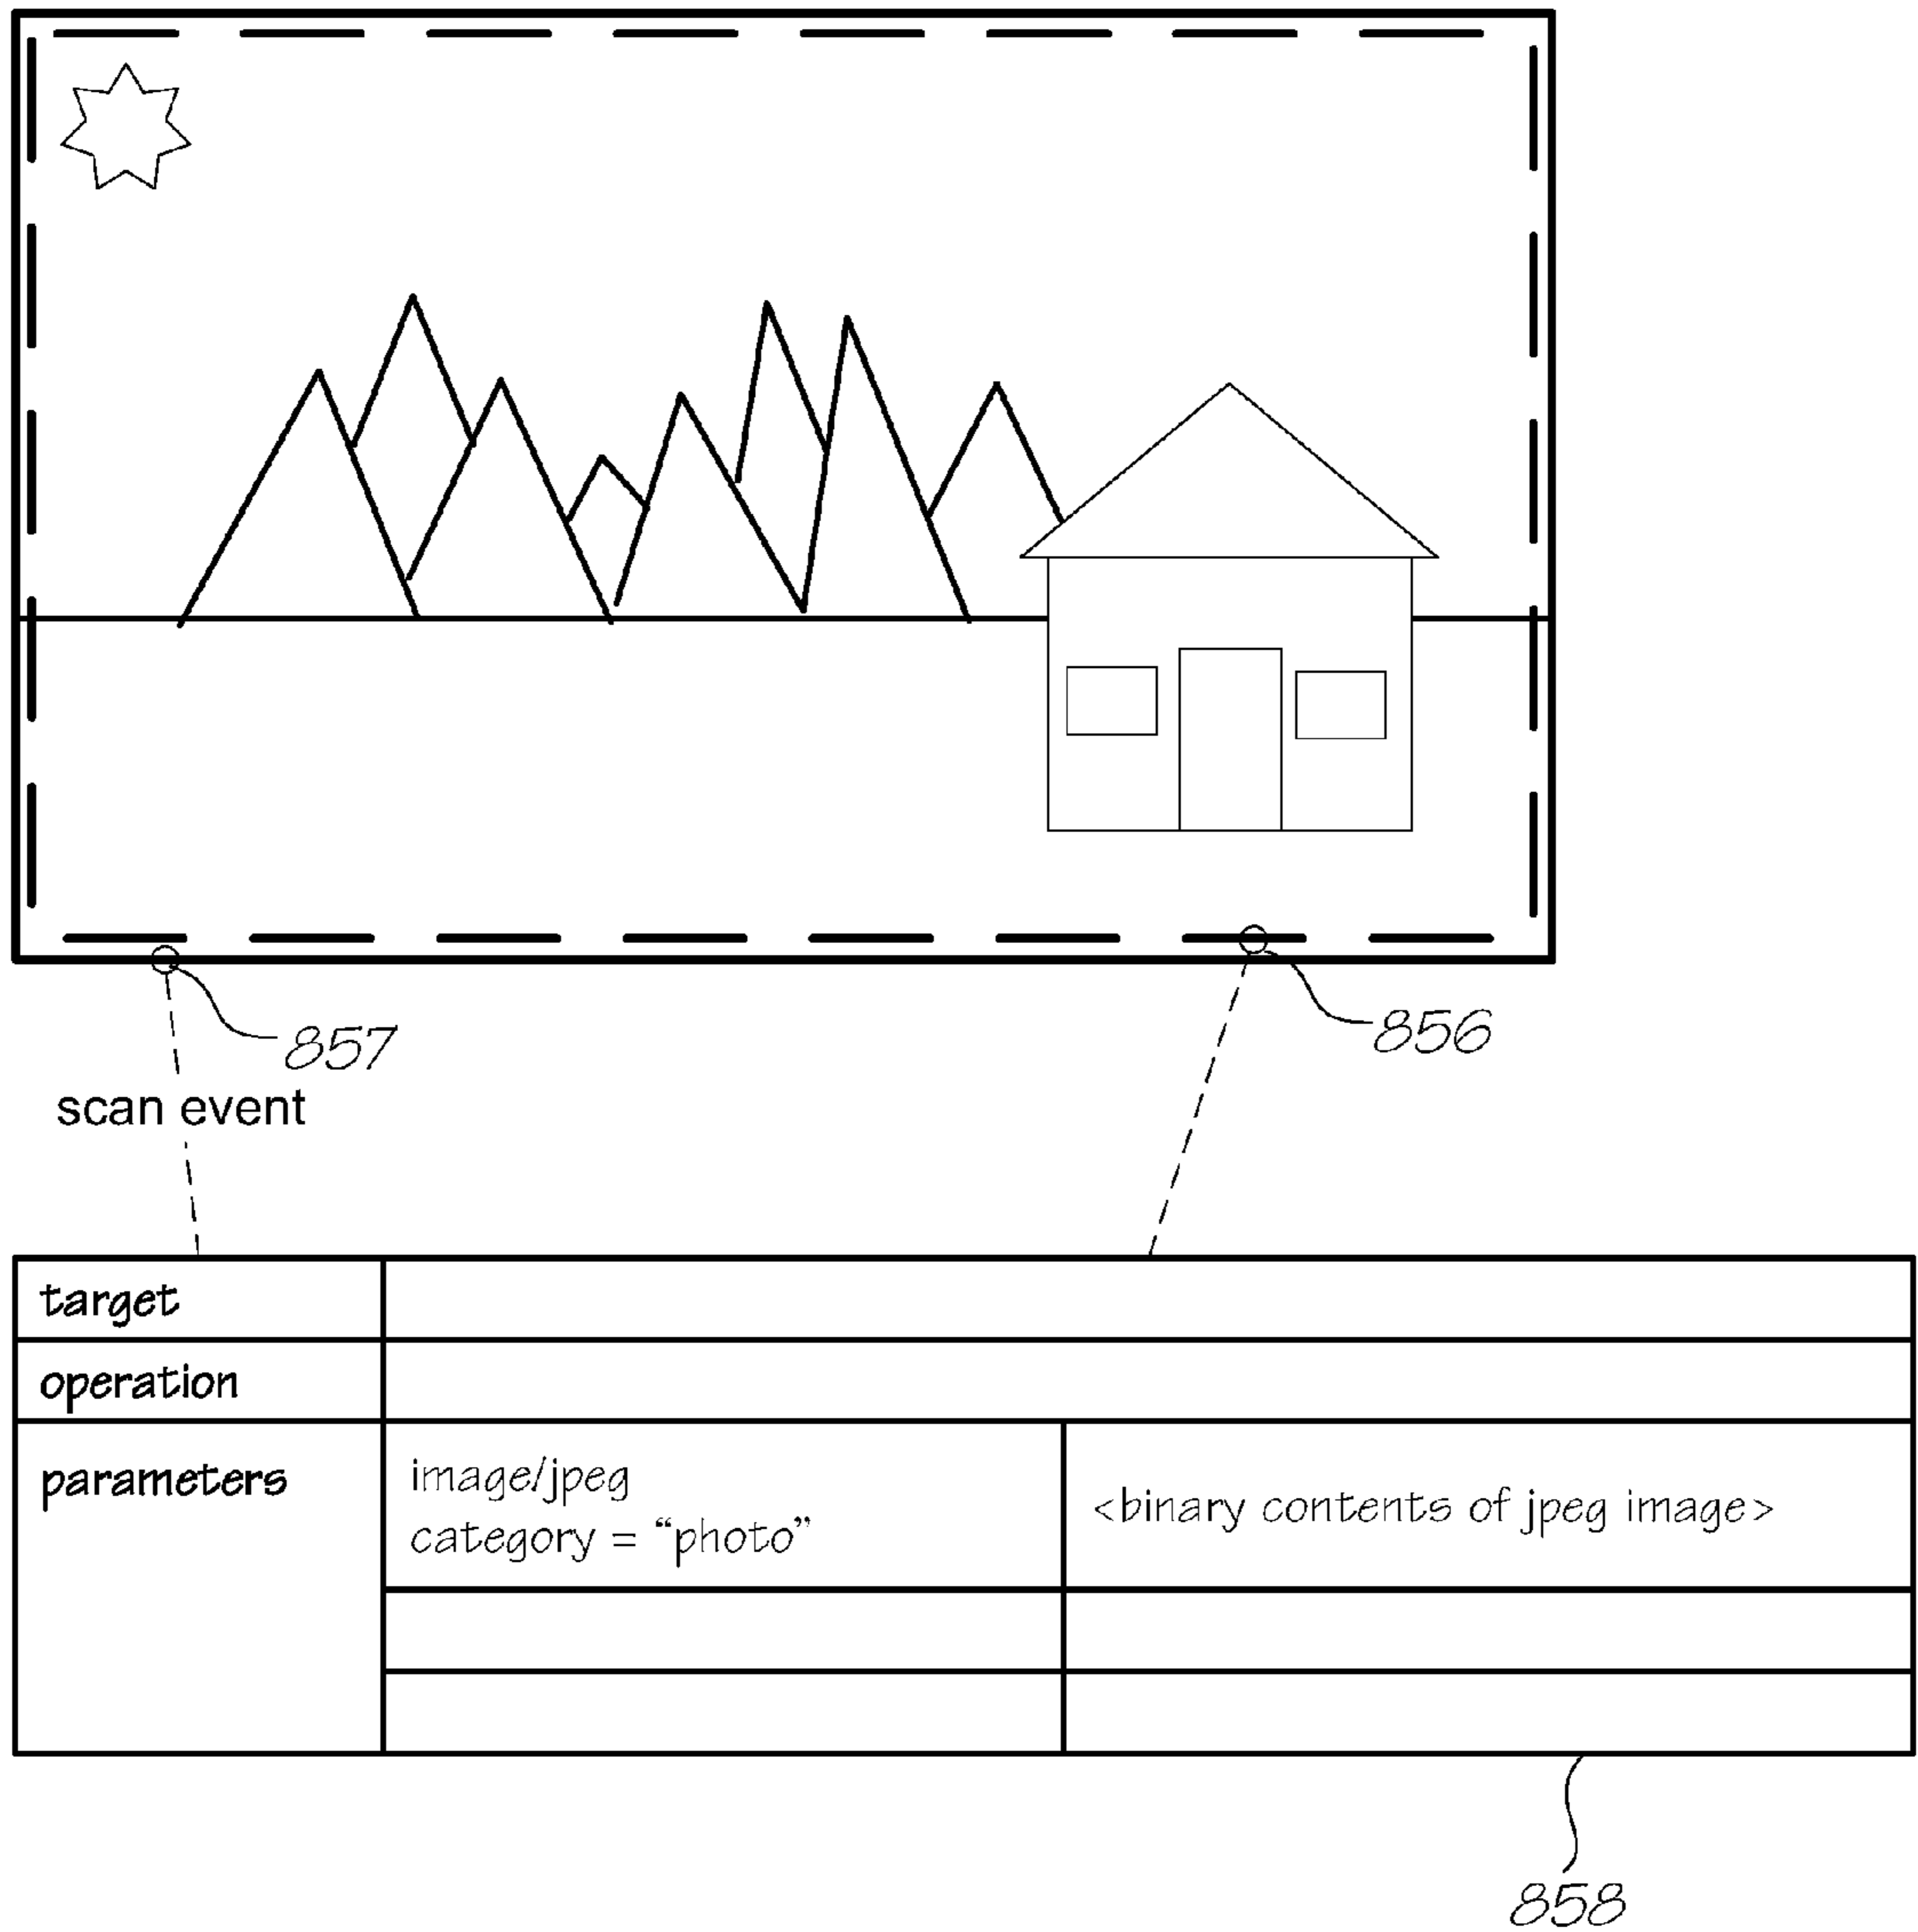 857
856
scan event
target
operation
parameters
image/jpeg
category = “photo”
<binary contents of jpeg image>
858